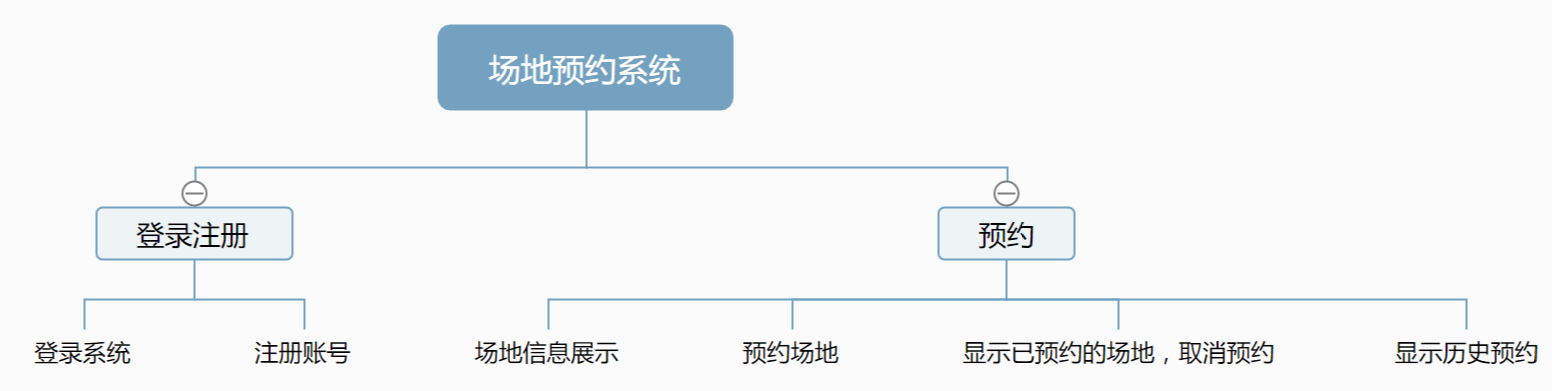 场地预约系统
登录注册
预约
登录系统
注册账号
场地信息展示
预约场地
显示已预约的场地，取消预约
显示历史预约